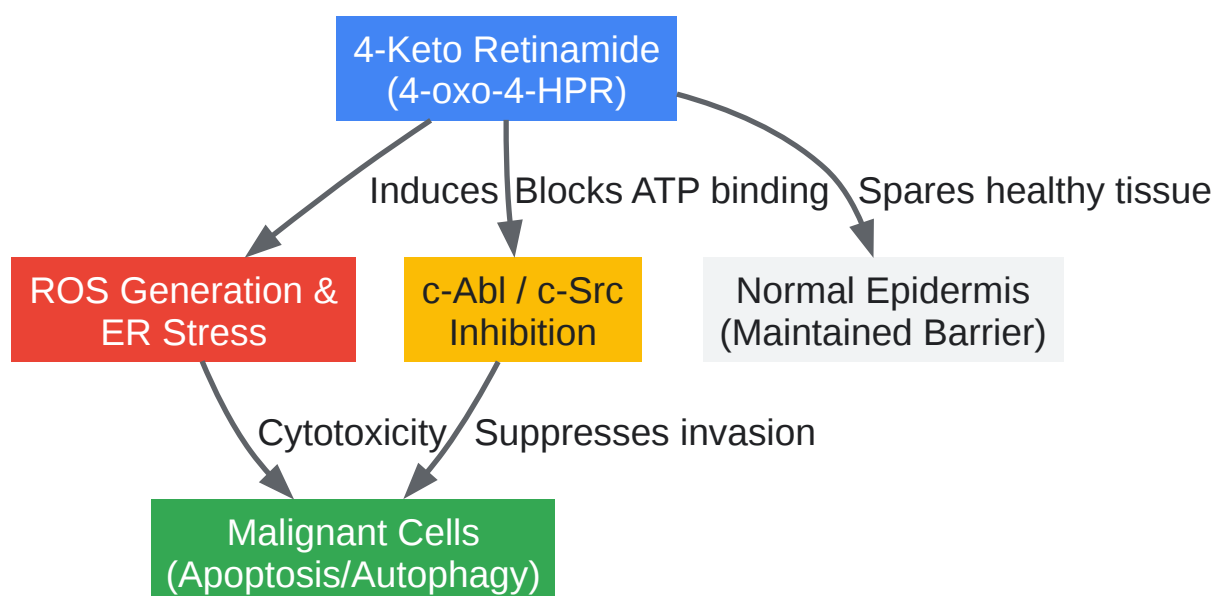 4-Keto Retinamide
(4-oxo-4-HPR)
Induces
Blocks ATP binding
Spares healthy tissue
ROS Generation &
ER Stress
c-Abl / c-Src
Inhibition
Normal Epidermis
(Maintained Barrier)
Cytotoxicity
Suppresses invasion
Malignant Cells
(Apoptosis/Autophagy)